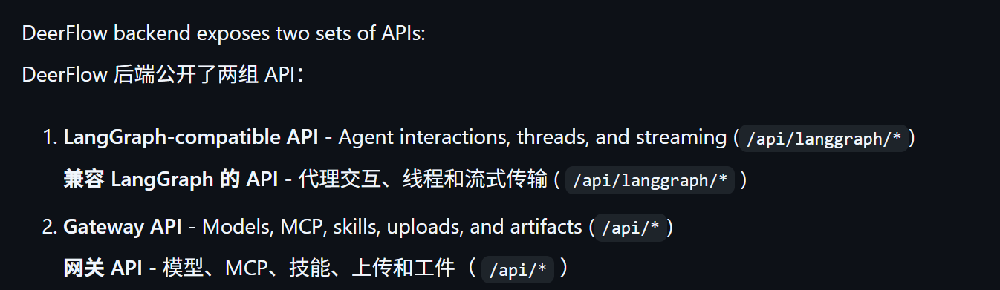 DeerFlow backend exposes two sets of APIs:
DeerFlow 后端公开了两组 API：
1. LangGraph-compatible API - Agent interactions, threads, and streaming (/api/langgraph/*)
兼容 LangGraph 的 API - 代理交互、线程和流式传输 ( /api/langgraph/* )
2. Gateway API - Models, MCP, skills, uploads, and artifacts (/api/*)
网关 API - 模型、MCP、技能、上传和工件（ /api/* ）